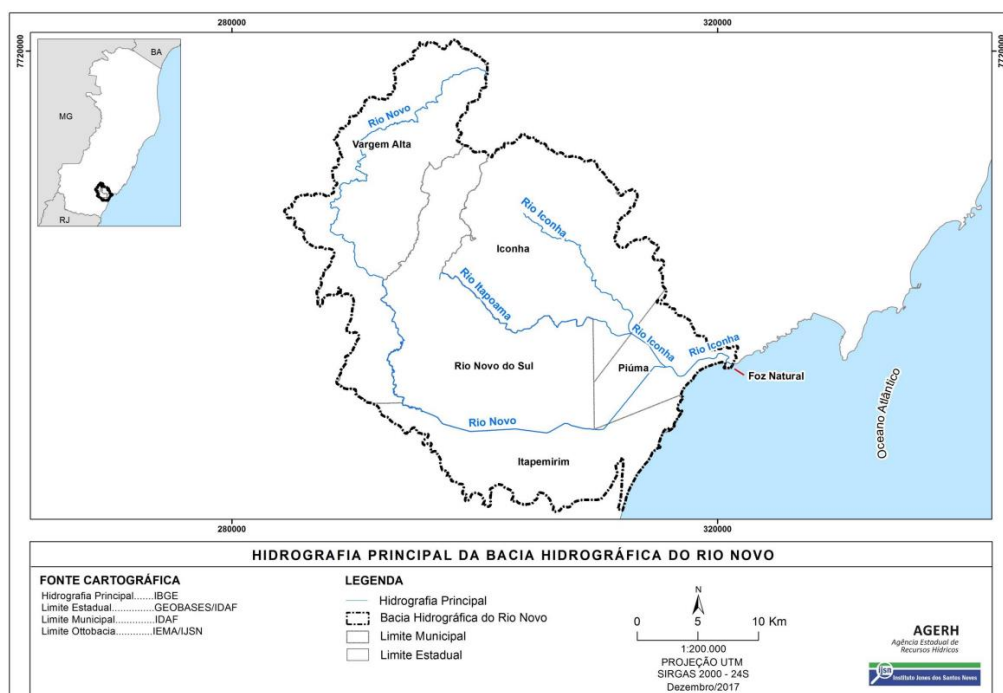 280000
320000
7720000
7720000
BA
MG
RJ
Rio Novo
Vargem Alta
Rio Iconha
Iconha
Rio Itapoama
Rio Iconha
Rio Iconha
Rio Novo do Sul
Piúma
Foz Natural
Oceano Atlântico
Rio Novo
Itapemirim
280000
320000
HIDROGRAFIA PRINCIPAL DA BACIA HIDROGRÁFICA DO RIO NOVO
FONTE CARTOGRÁFICA
Hidrografia Principal......IBGE
Limite Estadual..............GEOBASES/IDAF
Limite Municipal.............IDAF
Limite Ottobacia.............IEMA/IJSN
LEGENDA
Hidrografia Principal
Bacia Hidrográfica do Rio Novo
Limite Municipal
Limite Estadual
N
0 5 10 Km
1:200.000
PROJEÇÃO UTM
SIRGAS 2000 - 24S
Dezembro/2017
AGERH
Agência Estadual de
Recursos Hídricos
ijsn
Instituto Jones dos Santos Neves